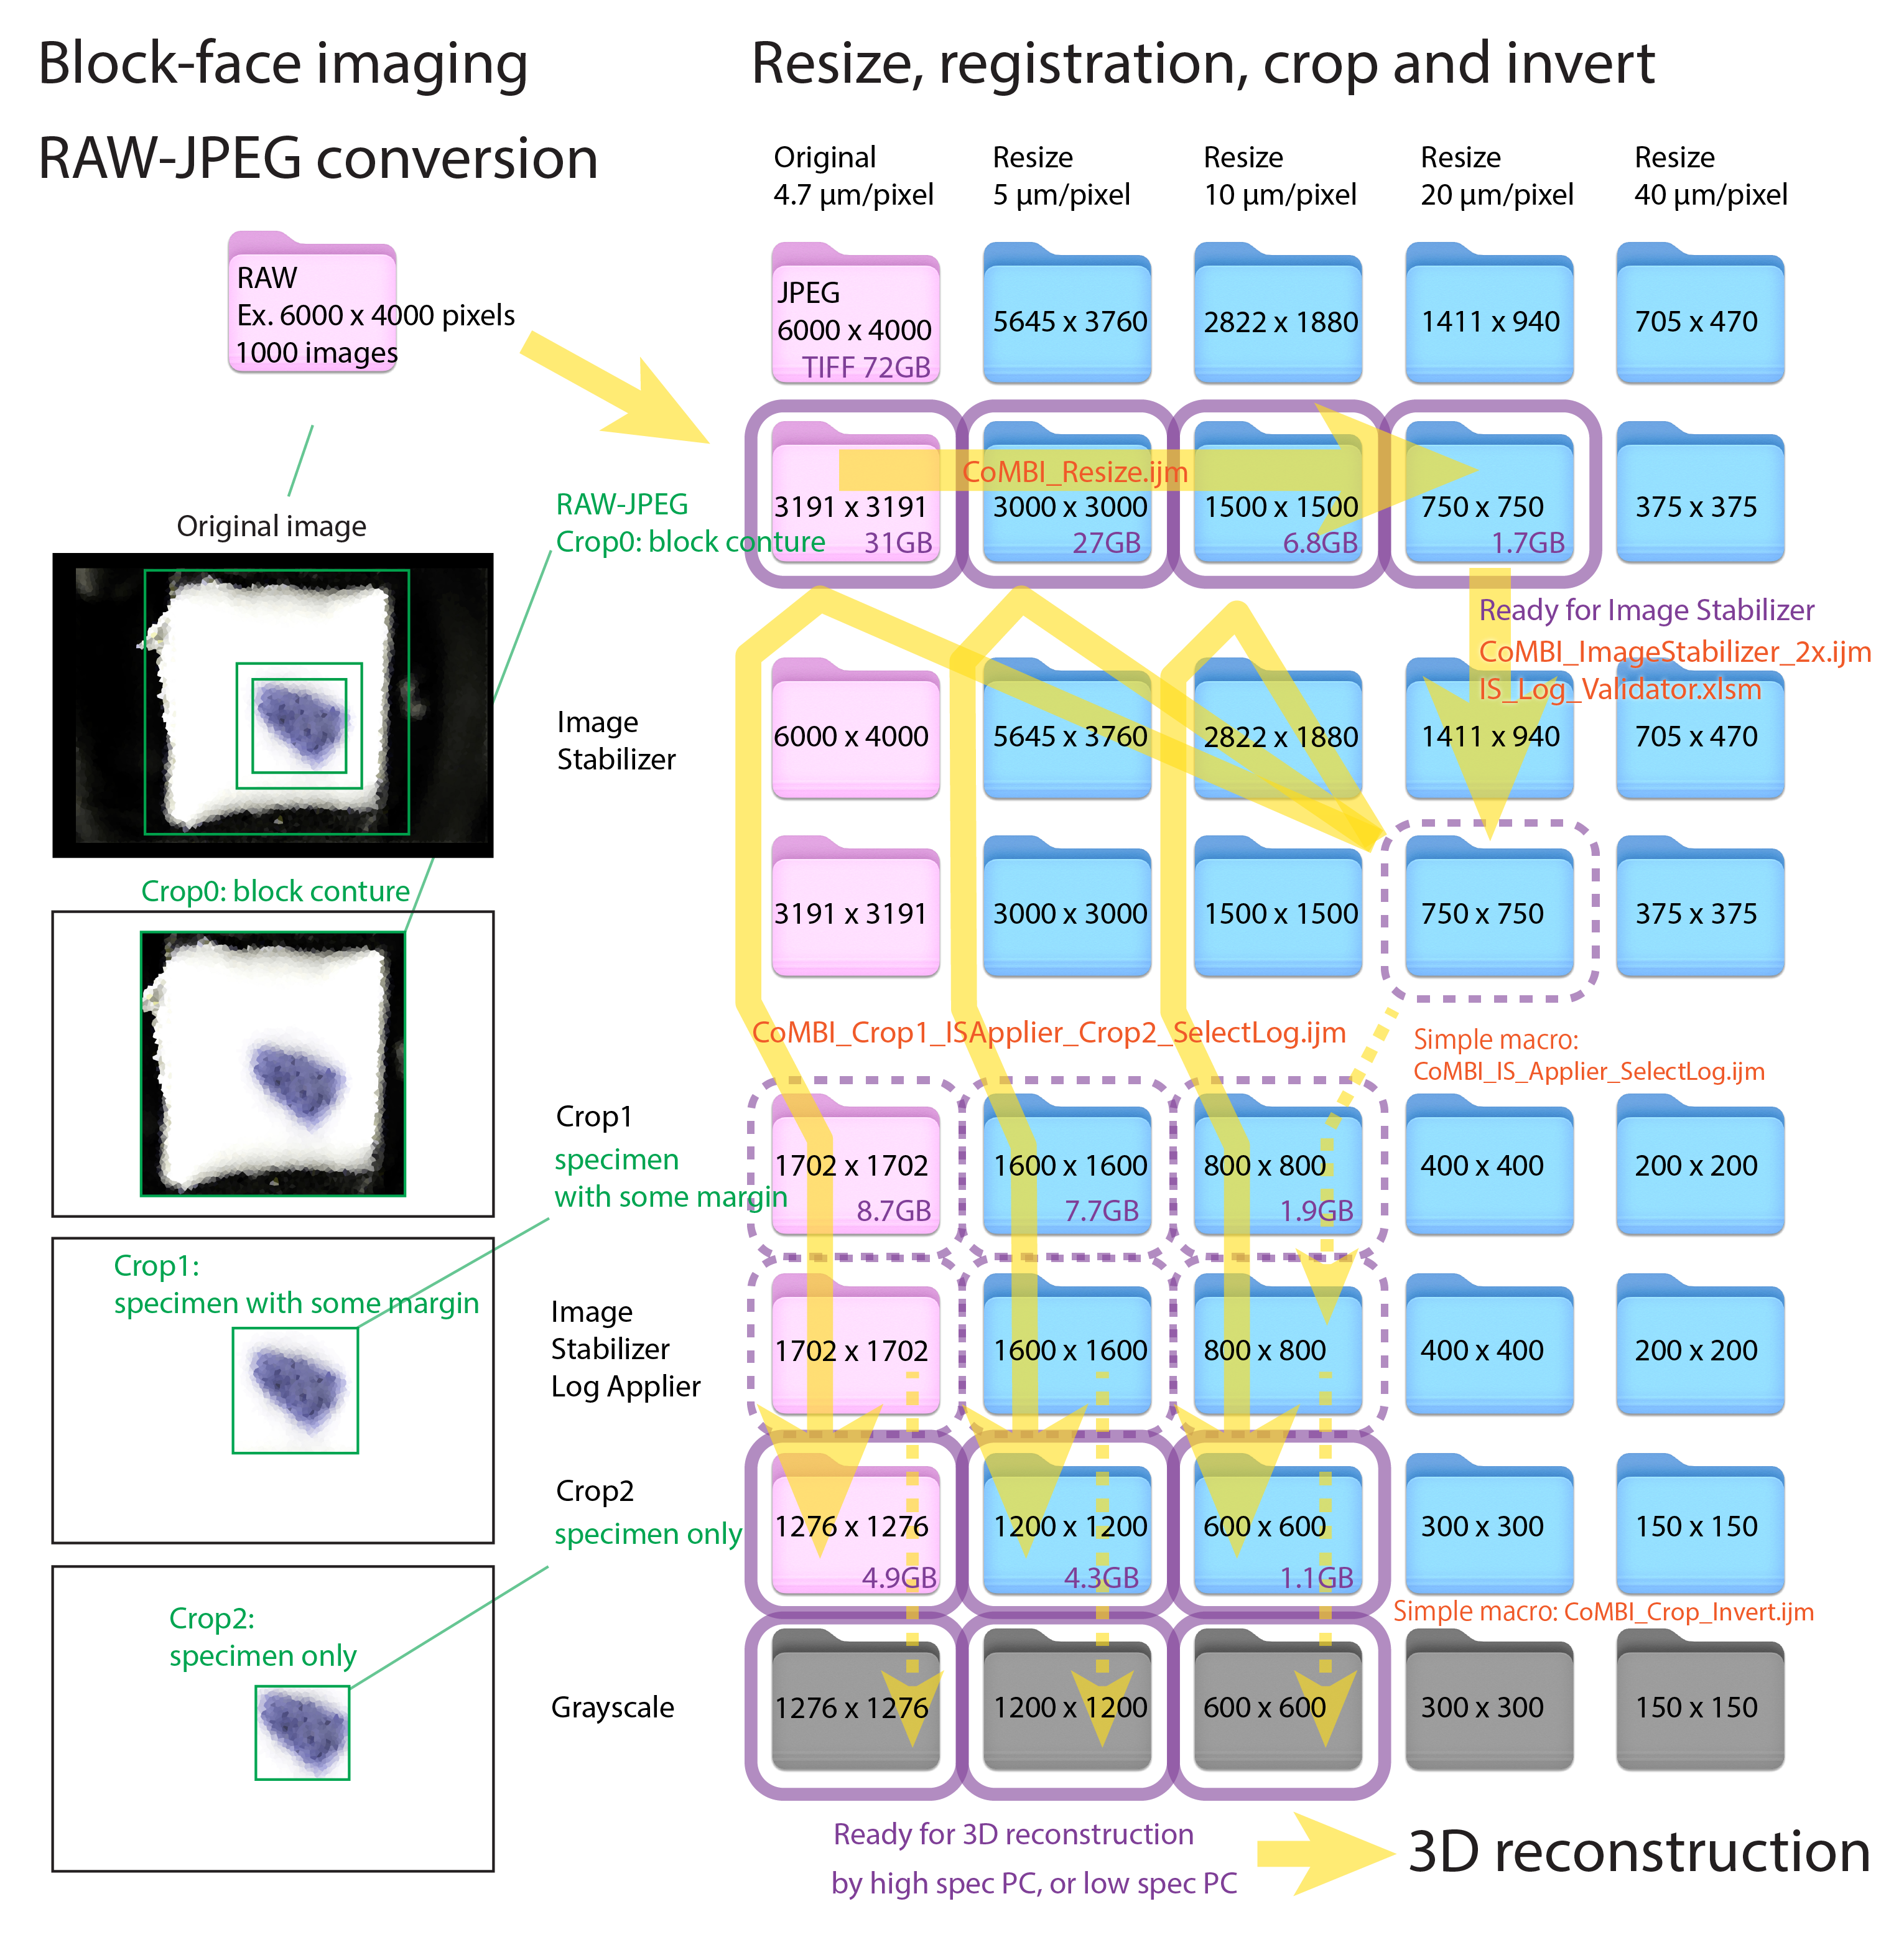 Block-face imaging
RAW-JPEG conversion
RAW
Ex. 6000 x 4000 pixels
1000 images
Original image
Crop0: block conture
Crop1:
specimen with some margin
Crop2:
specimen only
Resize, registration, crop and invert
Original
4.7 µm/pixel
Resize
5 µm/pixel
Resize
10 µm/pixel
Resize
20 µm/pixel
Resize
40 µm/pixel
JPEG
6000 x 4000
TIFF 72GB
5645 x 3760
2822 x 1880
1411 x 940
705 x 470
RAW-JPEG
Crop0: block conture
CoMBI_Resize.ijm
3191 x 3191
31GB
3000 x 3000
27GB
1500 x 1500
6.8GB
750 x 750
1.7GB
375 x 375
Ready for Image Stabilizer
CoMBI_ImageStabilizer_2x.ijm
IS_Log_Validator.xlsm
Image
Stabilizer
6000 x 4000
5645 x 3760
2822 x 1880
1411 x 940
705 x 470
3191 x 3191
3000 x 3000
1500 x 1500
750 x 750
375 x 375
CoMBI_Crop1_ISApplier_Crop2_SelectLog.ijm
Simple macro:
CoMBI_IS_Applier_SelectLog.ijm
Crop1
specimen
with some margin
1702 x 1702
8.7GB
1600 x 1600
7.7GB
800 x 800
1.9GB
400 x 400
200 x 200
Image
Stabilizer
Log Applier
1702 x 1702
1600 x 1600
800 x 800
400 x 400
200 x 200
Crop2
specimen only
1276 x 1276
4.9GB
1200 x 1200
4.3GB
600 x 600
1.1GB
300 x 300
150 x 150
Simple macro: CoMBI_Crop_Invert.ijm
Grayscale
1276 x 1276
1200 x 1200
600 x 600
300 x 300
150 x 150
Ready for 3D reconstruction
by high spec PC, or low spec PC
3D reconstruction